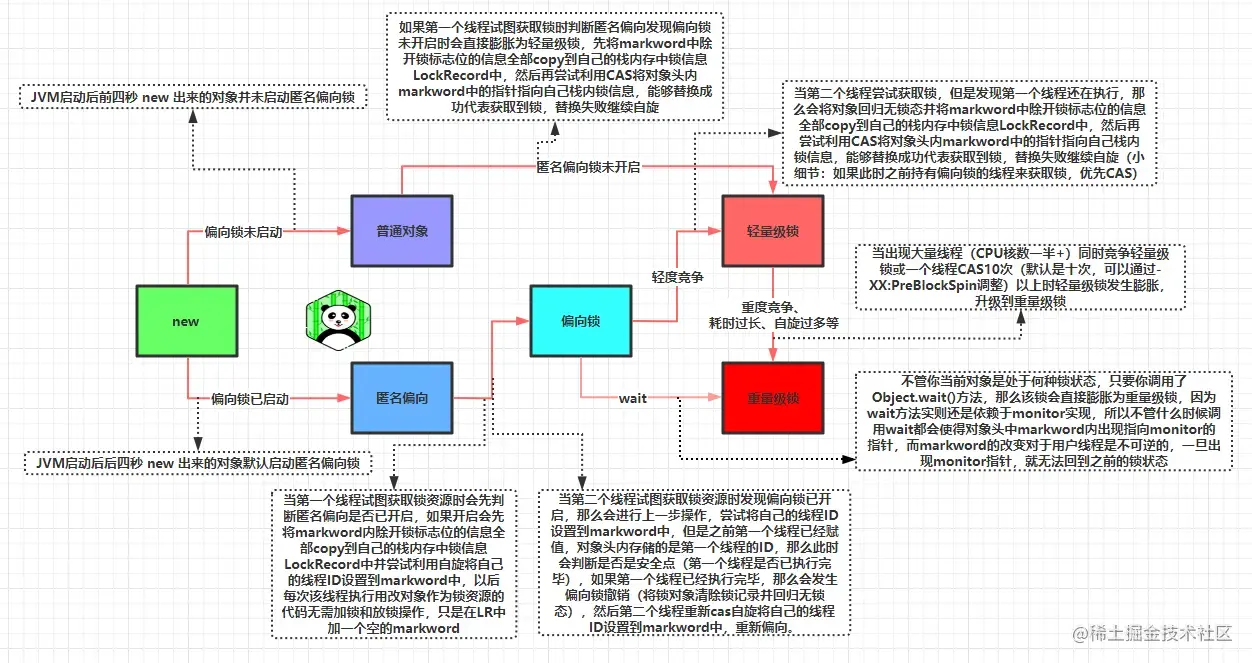 如果第一个线程试图获取锁时判断匿名偏向发现偏向锁
未开启时会直接膨胀为轻量级锁，先将markword中除
开锁标志位的信息全部copy到自己的栈内存中锁信息
LockRecord中，然后再尝试利用CAS将对象头内
markword中的指针指向自己栈内锁信息，能够替换成
功代表获取到锁，替换失败继续自旋
JVM启动后前四秒 new 出来的对象并未启动匿名偏向锁
当第二个线程尝试获取锁，但是发现第一个线程还在执行，那
么会将对象回归无锁态并将markword中除开锁标志位的信息
全部copy到自己的栈内存中锁信息LockRecord中，然后再
尝试利用CAS将对象头内markword中的指针指向自己栈内
锁信息，能够替换成功代表获取到锁，替换失败继续自旋（小
细节：如果此时之前持有偏向锁的线程来获取锁，优先CAS）
匿名偏向锁未开启
偏向锁未启动
普通对象
轻量级锁
当出现大量线程（CPU核数一半+）同时竞争轻量级
锁或一个线程CAS10次（默认是十次，可以通过-
XX:PreBlockSpin调整）以上时轻量级锁发生膨胀，
升级到重量级锁
轻度竞争
new
偏向锁
重度竞争、
耗时过长、自旋过多等
偏向锁已启动
匿名偏向
wait
重量级锁
不管你当前对象是处于何种锁状态，只要你调用了
Object.wait()方法，那么该锁会直接膨胀为重量级锁，因为
wait方法实则还是依赖于monitor实现，所以不管什么时候调
用wait都会使得对象头中markword内出现指向monitor的
指针，而markword的改变对于用户线程是不可逆的，一旦出
现monitor指针，就无法回到之前的锁状态
JVM启动后后四秒 new 出来的对象默认启动匿名偏向锁
当第一个线程试图获取锁资源时会先判
断匿名偏向是否已开启，如果开启会先
将markword内除开锁标志位的信息全
部copy到自己的栈内存中锁信息
LockRecord中并尝试利用自旋将自己
的线程ID设置到markword中，以后
每次该线程执行用改对象作为锁资源的
代码无需加锁和放锁操作，只是在LR中
加一个空的markword
当第二个线程试图获取锁资源时发现偏向锁已开
启，那么会进行上一步操作，尝试将自己的线程ID
设置到markword中，但是之前第一个线程已经赋
值，对象头内存储的是第一个线程的ID，那么此时
会判断是否是安全点（第一个线程是否已执行完
毕），如果第一个线程已经执行完毕，那么会发生
偏向锁撤销（将锁对象清除锁记录并回归无锁
态），然后第二个线程重新cas自旋将自己的线程
ID设置到markword中，重新偏向。
@稀土掘金技术社区